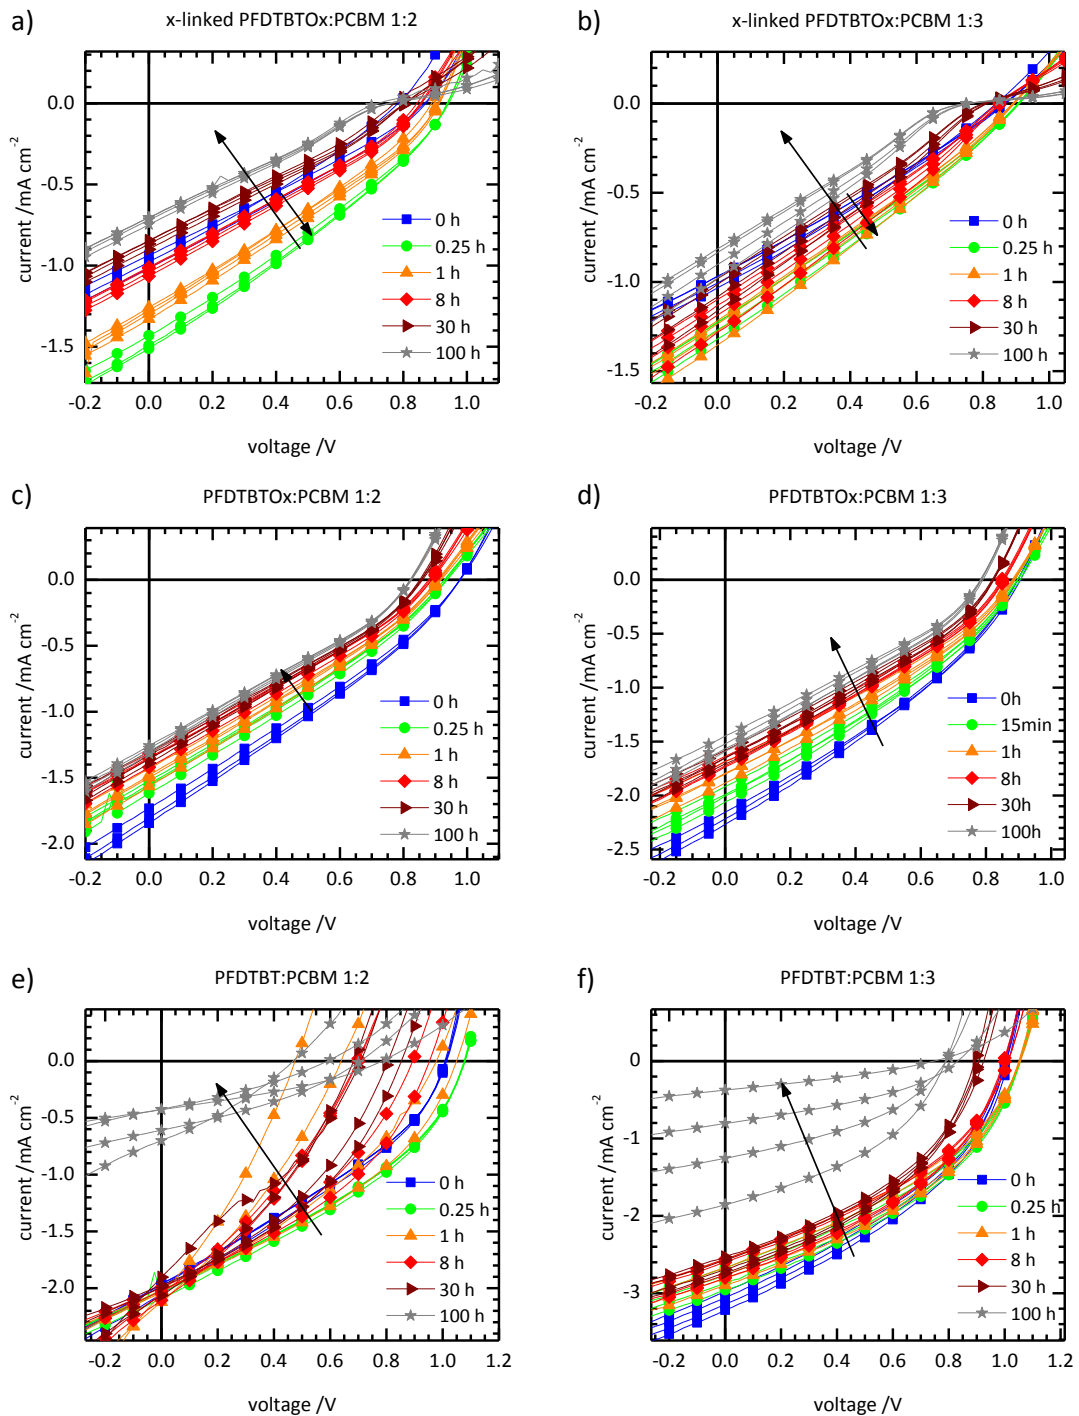 a)
x-linked PFDTBTOx:PCBM 1:2
current /mA cm-2
0.0
-0.5
-1.0
-1.5
-0.2 0.0 0.2 0.4 0.6 0.8 1.0
voltage /V
0 h
0.25 h
1 h
8 h
30 h
100 h
b)
x-linked PFDTBTOx:PCBM 1:3
current /mA cm-2
0.0
-0.5
-1.0
-1.5
-0.2 0.0 0.2 0.4 0.6 0.8 1.0
voltage /V
0 h
0.25 h
1 h
8 h
30 h
100 h
c)
PFDTBTOx:PCBM 1:2
current /mA cm-2
0.0
-0.5
-1.0
-1.5
-2.0
-0.2 0.0 0.2 0.4 0.6 0.8 1.0
voltage /V
0 h
0.25 h
1 h
8 h
30 h
100 h
d)
PFDTBTOx:PCBM 1:3
current /mA cm-2
0.0
-0.5
-1.0
-1.5
-2.0
-2.5
-0.2 0.0 0.2 0.4 0.6 0.8 1.0
voltage /V
0h
15min
1h
8h
30h
100h
e)
PFDTBT:PCBM 1:2
current /mA cm-2
0.0
-0.5
-1.0
-1.5
-2.0
-0.2 0.0 0.2 0.4 0.6 0.8 1.0 1.2
voltage /V
0 h
0.25 h
1 h
8 h
30 h
100 h
f)
PFDTBT:PCBM 1:3
current /mA cm-2
0
-1
-2
-3
-0.2 0.0 0.2 0.4 0.6 0.8 1.0 1.2
voltage /V
0 h
0.25 h
1 h
8 h
30 h
100 h